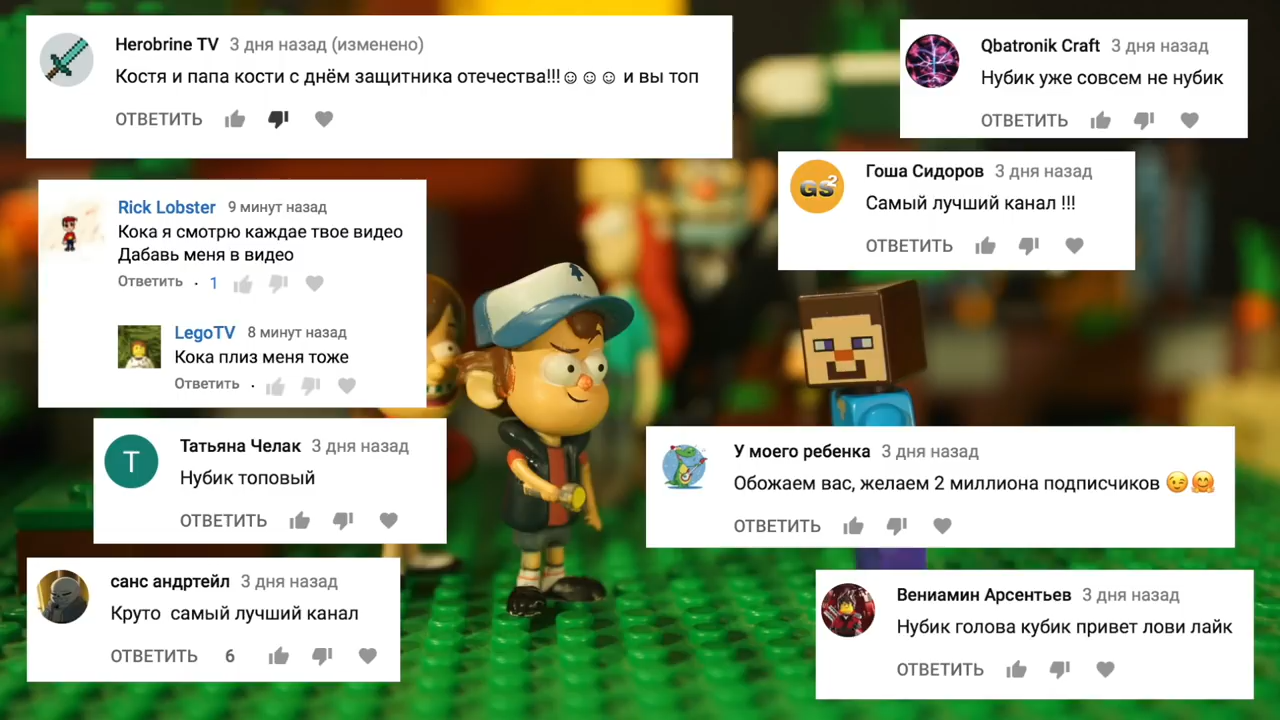 Herobrine TV 3 дня назад (изменено)
Костя и папа кости с днём защитника отечества!!!☺☺☺ и вы топ
ОТВЕТИТЬ
Rick Lobster 9 минут назад
Кока я смотрю каждае твое видео
Дабавь меня в видео
Ответить · 1
LegoTV 8 минут назад
Кока плиз меня тоже
Ответить ·
T
Татьяна Челак 3 дня назад
Нубик топовый
ОТВЕТИТЬ
санс андртейл 3 дня назад
Круто самый лучший канал
ОТВЕТИТЬ 6
Qbatronik Craft 3 дня назад
Нубик уже совсем не нубик
ОТВЕТИТЬ
GS2
Гоша Сидоров 3 дня назад
Самый лучший канал !!!
ОТВЕТИТЬ
У моего ребенка 3 дня назад
Обожаем вас, желаем 2 миллиона подписчиков 😉🤗
ОТВЕТИТЬ
Вениамин Арсентьев 3 дня назад
Нубик голова кубик привет лови лайк
ОТВЕТИТЬ